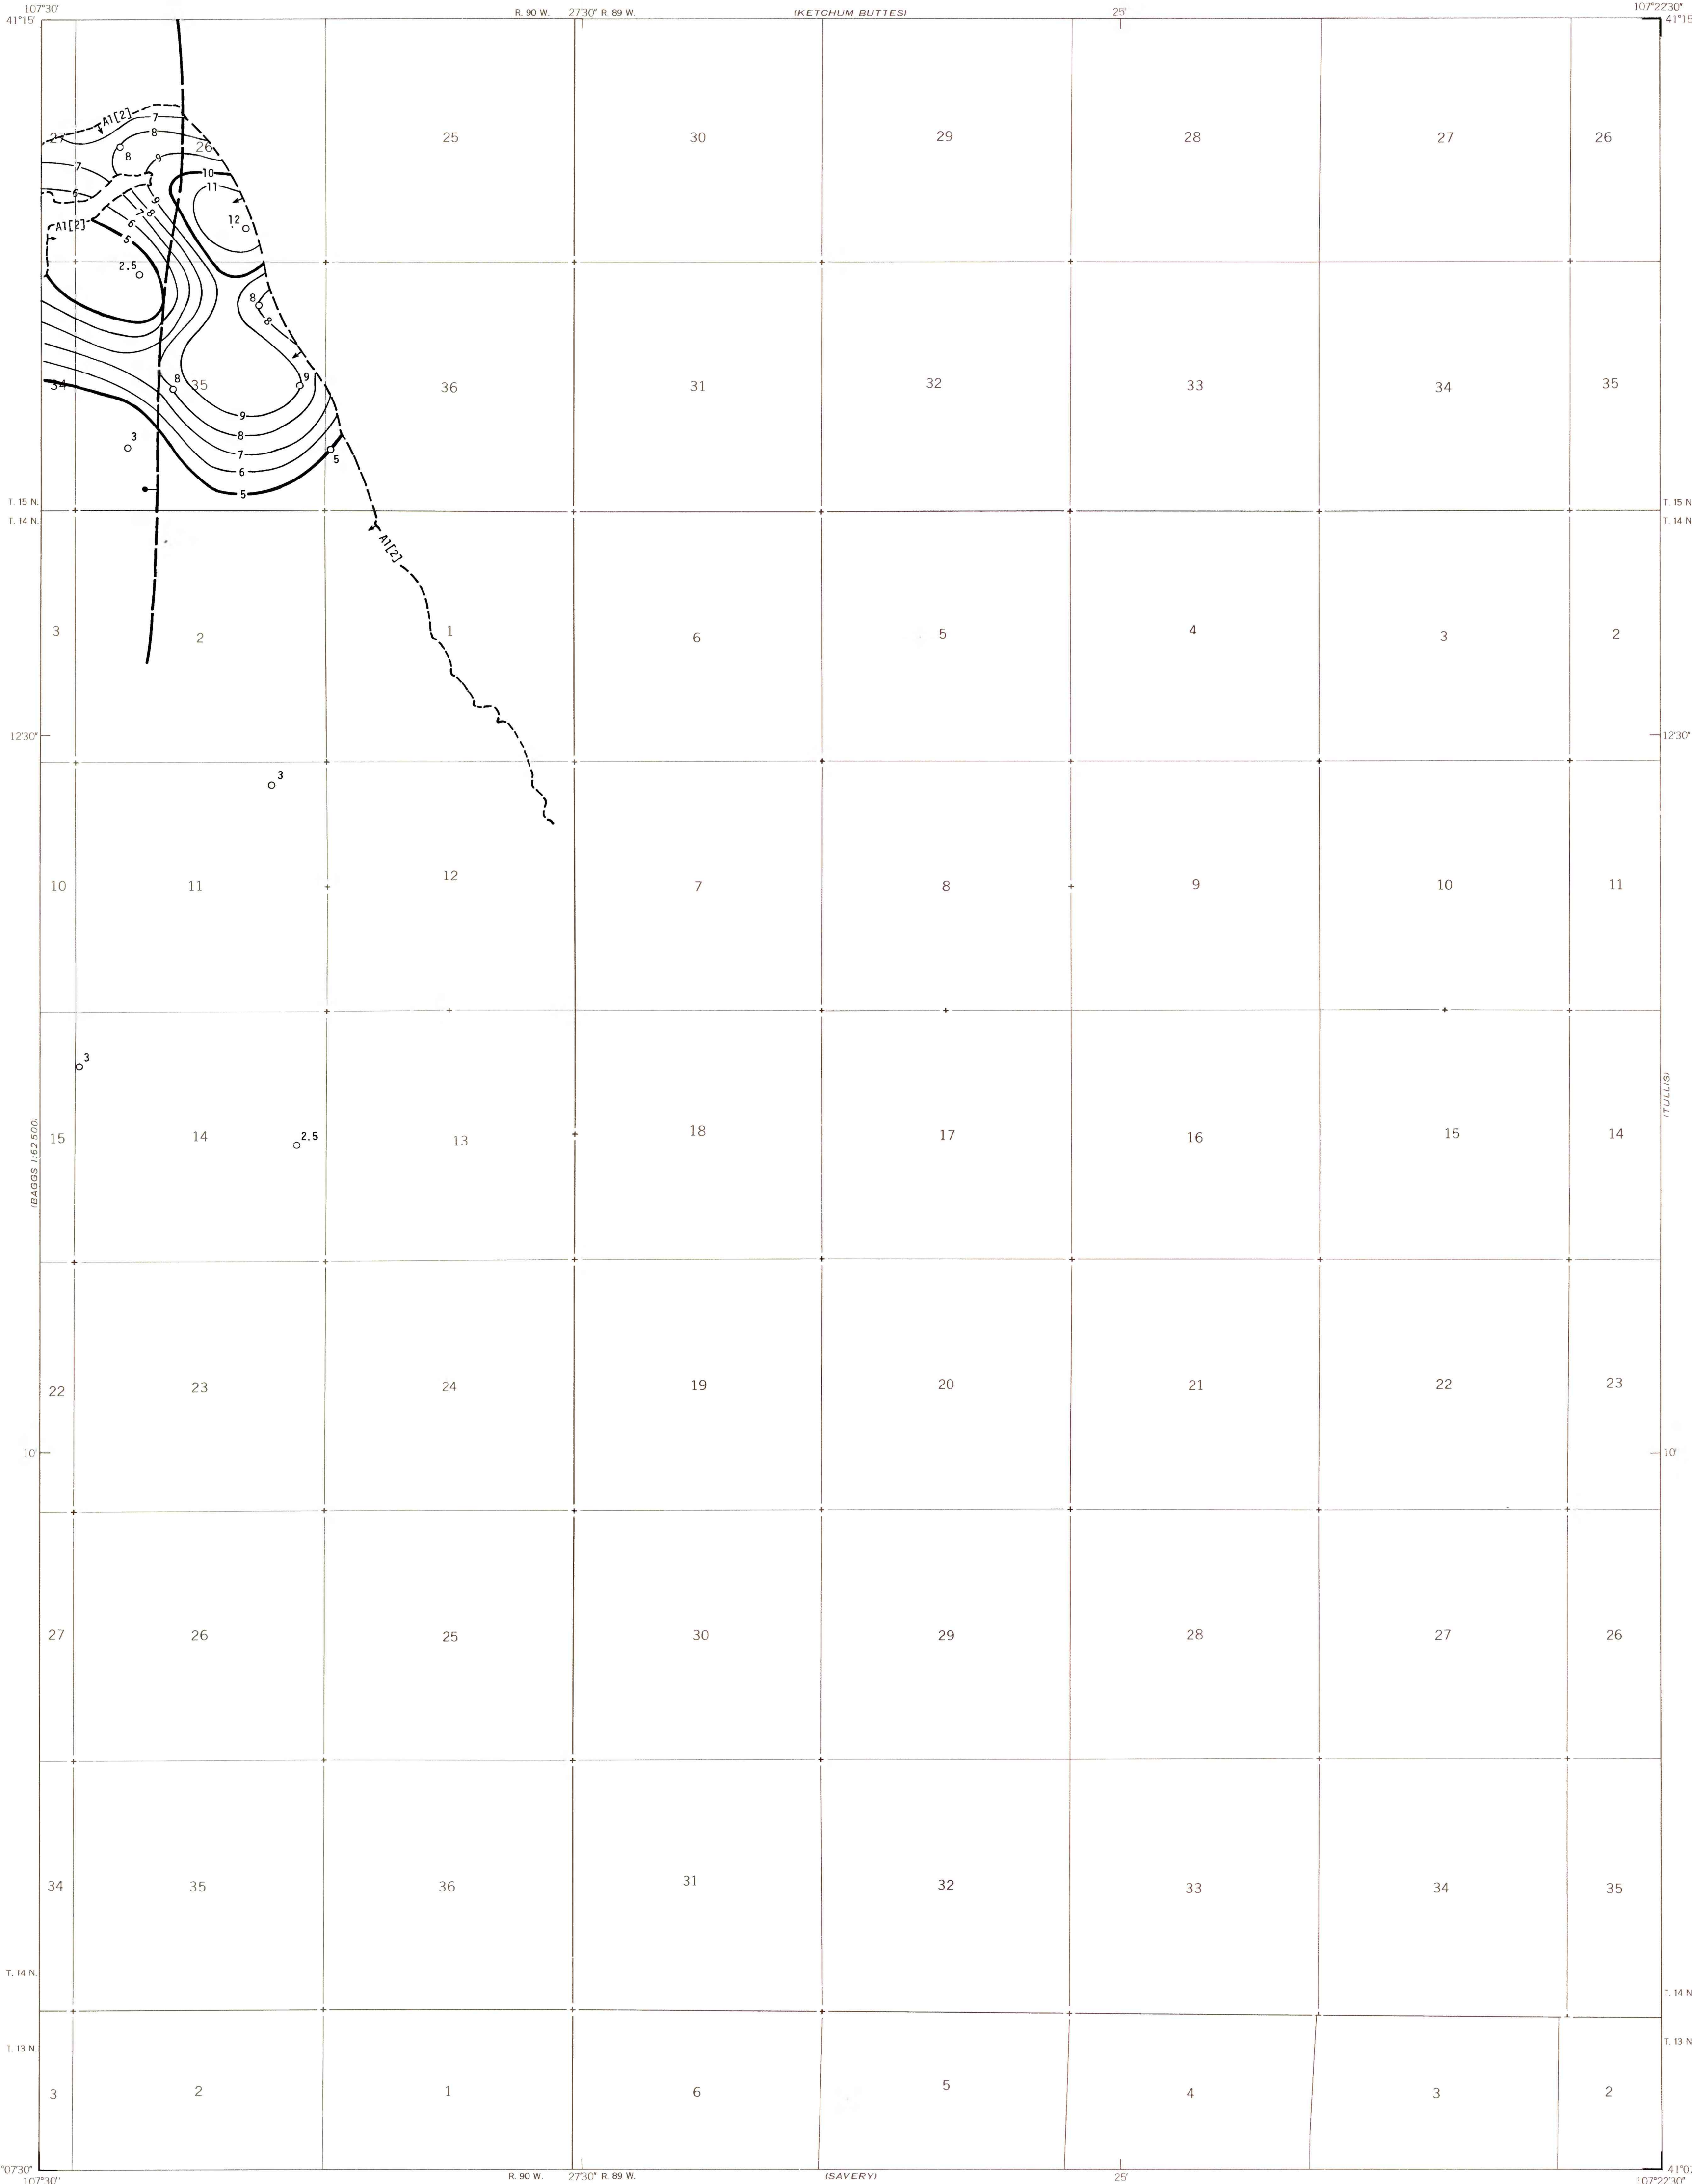 107°30' R. 90 W. 27'30" R. 89 W. (KETCHUM BUTTES) 25' 107°22'30"
41°15' 41°15'
A1[2]
7
27 8 26 25 30 29 28 27 26
8
9
7
10
6 11
9
8
7
6
A1[2] 12
5
2.5
8
8
8 9
34 35 36 31 32 33 34 35
9
8
3
7
5
6
5
T. 15 N. T. 15 N.
T. 14 N. T. 14 N.
A1[2]
3 2 1 6 5 4 3 2
12'30" 12'30"
3
10 11 12 7 8 9 10 11
3
(BAGGS 1:62 500) (TULLIS)
15 14 2.5 13 18 17 16 15 14
22 23 24 19 20 21 22 23
10' 10'
27 26 25 30 29 28 27 26
34 35 36 31 32 33 34 35
T. 14 N. T. 14 N
T. 13 N. T. 13 N
3 2 1 6 5 4 3 2
°07'30" 41°07
107°30' R. 90 W. 27'30" R. 89 W. (SAVERY) 25' 107°22'30"